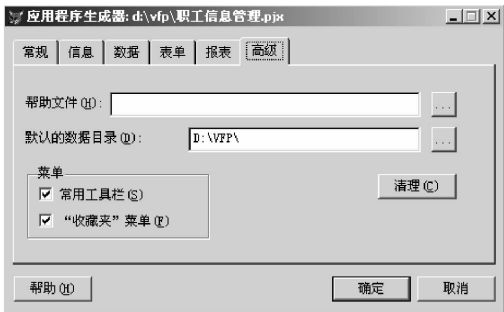 应用程序生成器: d:\vfp\职工信息管理.pjx
常规 信息 数据 表单 报表 高级
帮助文件(H): ...
默认的数据目录(D): D:\VFP\ ...
菜单
常用工具栏(S) 清理(C)
“收藏夹”菜单(F)
帮助(H) 确定 取消